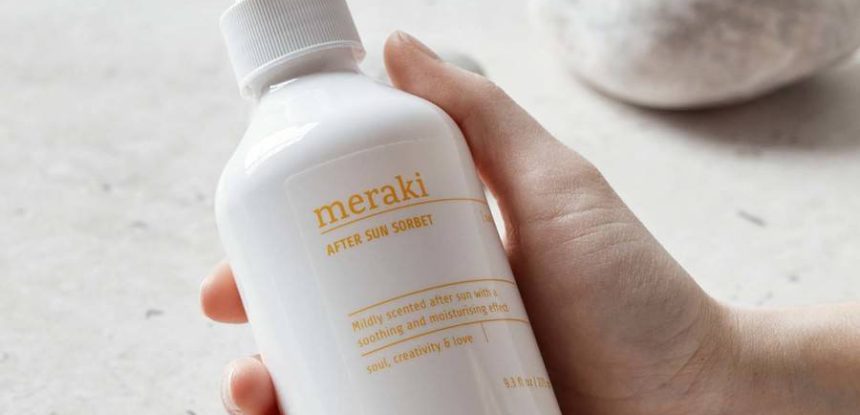 meraki
AFTER SUN SORBET
Mildly scented after sun with a
soothing and moisturising effect.
soul, creativity & love
9.3 fl oz